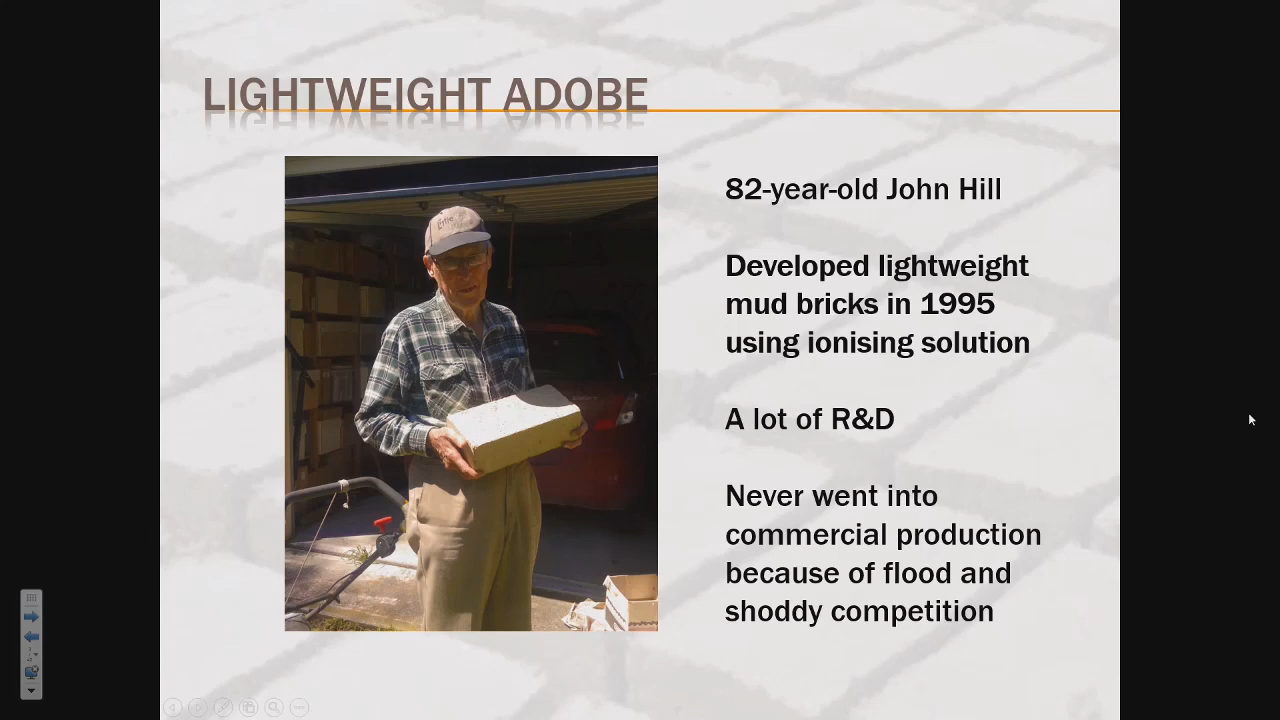 LIGHTWEIGHT ADOBE
82-year-old John Hill
Developed lightweight
mud bricks in 1995
using ionising solution
A lot of R&D
Never went into
commercial production
because of flood and
shoddy competition